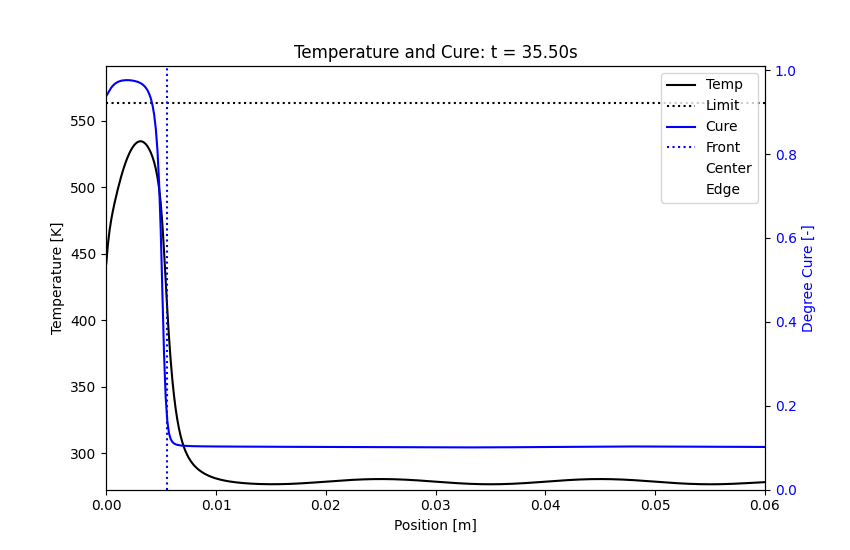 Temperature and Cure: t = 35.50s
Temp
Limit
Cure
Front
Center
Edge
Temperature [K]
550
500
450
400
350
300
1.0
0.8
0.6
0.4
0.2
0.0
Degree Cure [-]
0.00 0.01 0.02 0.03 0.04 0.05 0.06
Position [m]